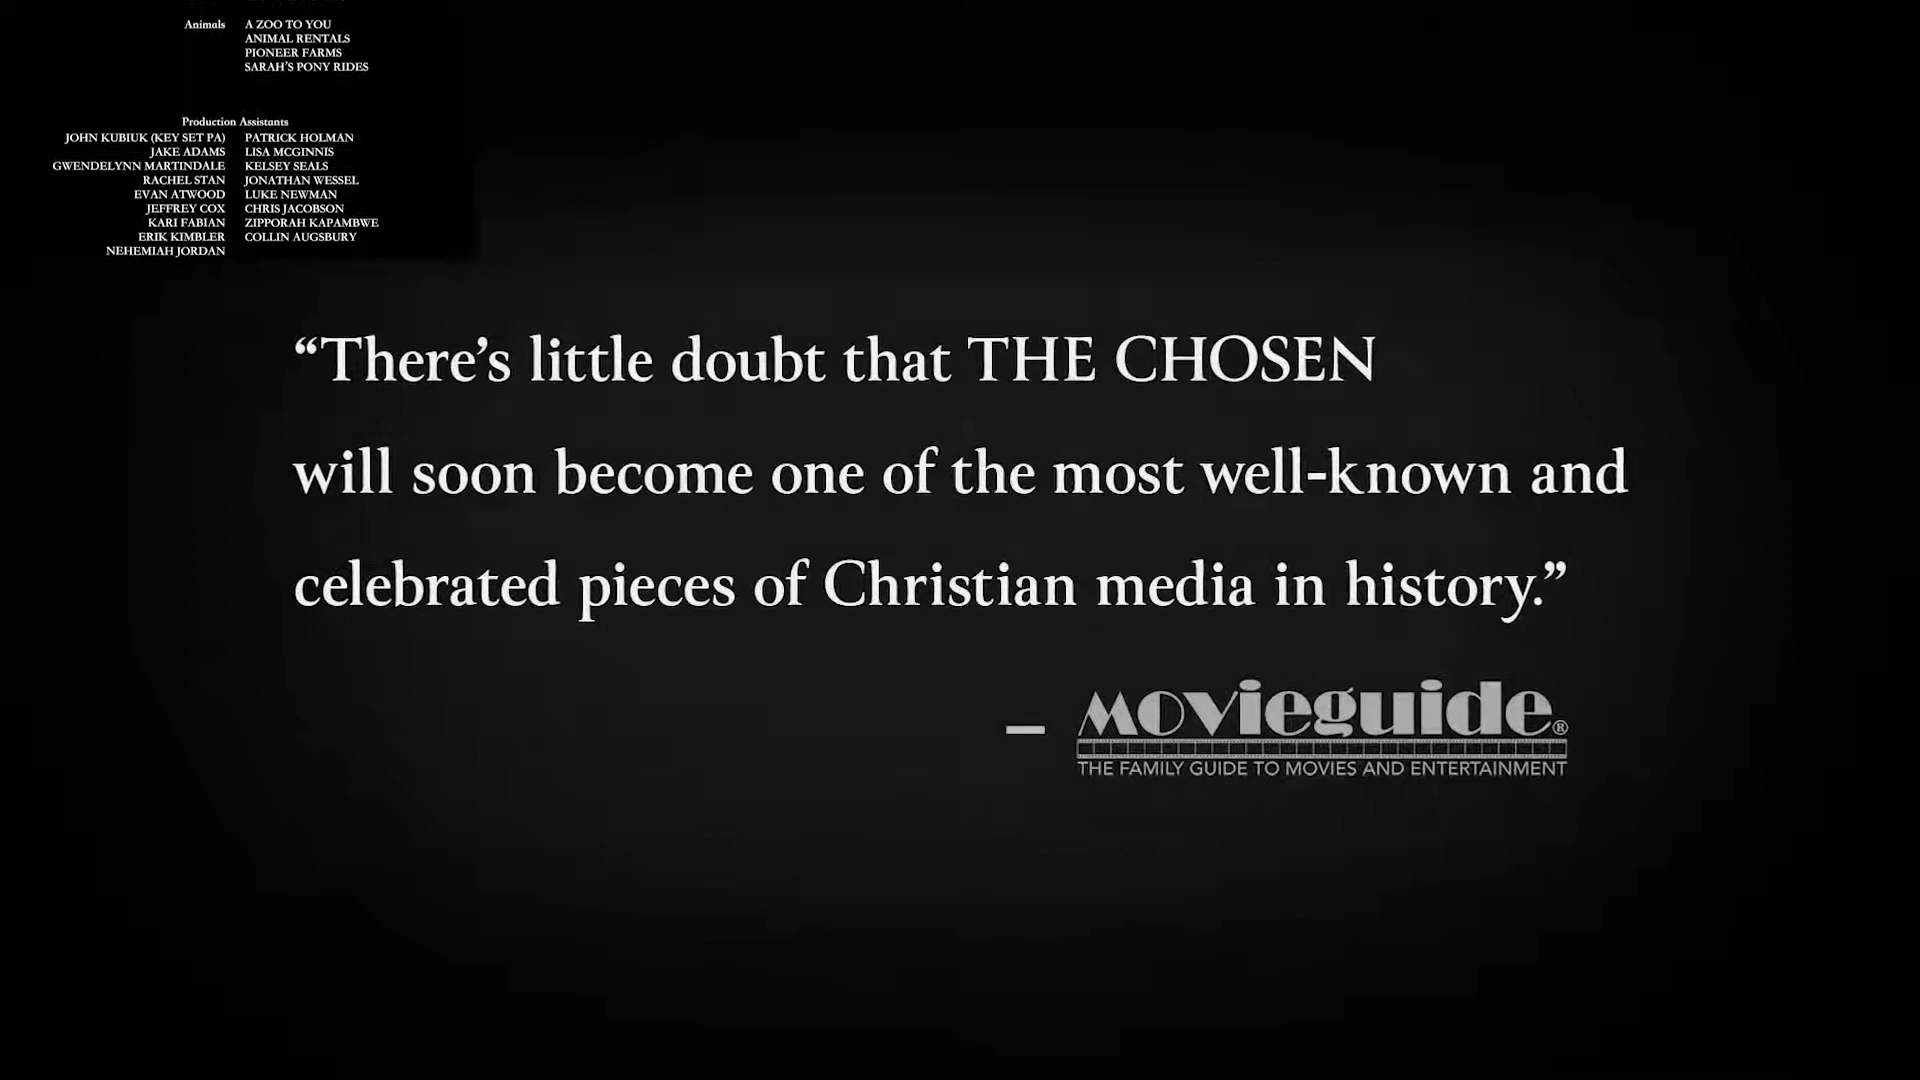 Animals A ZOO TO YOU
ANIMAL RENTALS
PIONEER FARMS
SARAH'S PONY RIDES
Production Assistants
JOHN KUBIUK (KEY SET PA) PATRICK HOLMAN
JAKE ADAMS LISA MCGINNIS
GWENDELYNN MARTINDALE KELSEY SEALS
RACHEL STAN JONATHAN WESSEL
EVAN ATWOOD LUKE NEWMAN
JEFFREY COX CHRIS JACOBSON
KARI FABIAN ZIPPORAH KAPAMBWE
ERIK KIMBLER COLLIN AUGSBURY
NEHEMIAH JORDAN
“There’s little doubt that THE CHOSEN
will soon become one of the most well-known and
celebrated pieces of Christian media in history.”
– movieguide®
THE FAMILY GUIDE TO MOVIES AND ENTERTAINMENT